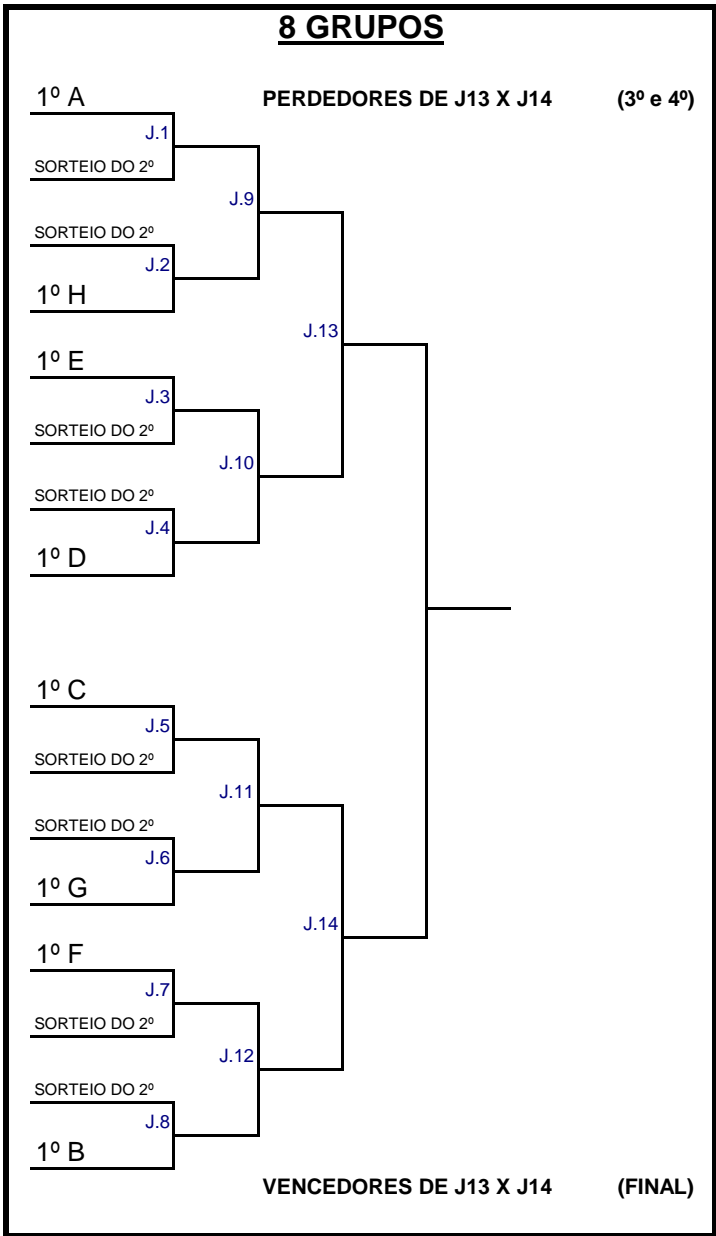 8 GRUPOS
1º A
PERDEDORES DE J13 X J14 (3º e 4º)
J.1
SORTEIO DO 2º
J.9
SORTEIO DO 2º
J.2
1º H
J.13
1º E
J.3
SORTEIO DO 2º
J.10
SORTEIO DO 2º
J.4
1º D
1º C
J.5
SORTEIO DO 2º
J.11
SORTEIO DO 2º
J.6
1º G
J.14
1º F
J.7
SORTEIO DO 2º
J.12
SORTEIO DO 2º
J.8
1º B
VENCEDORES DE J13 X J14 (FINAL)